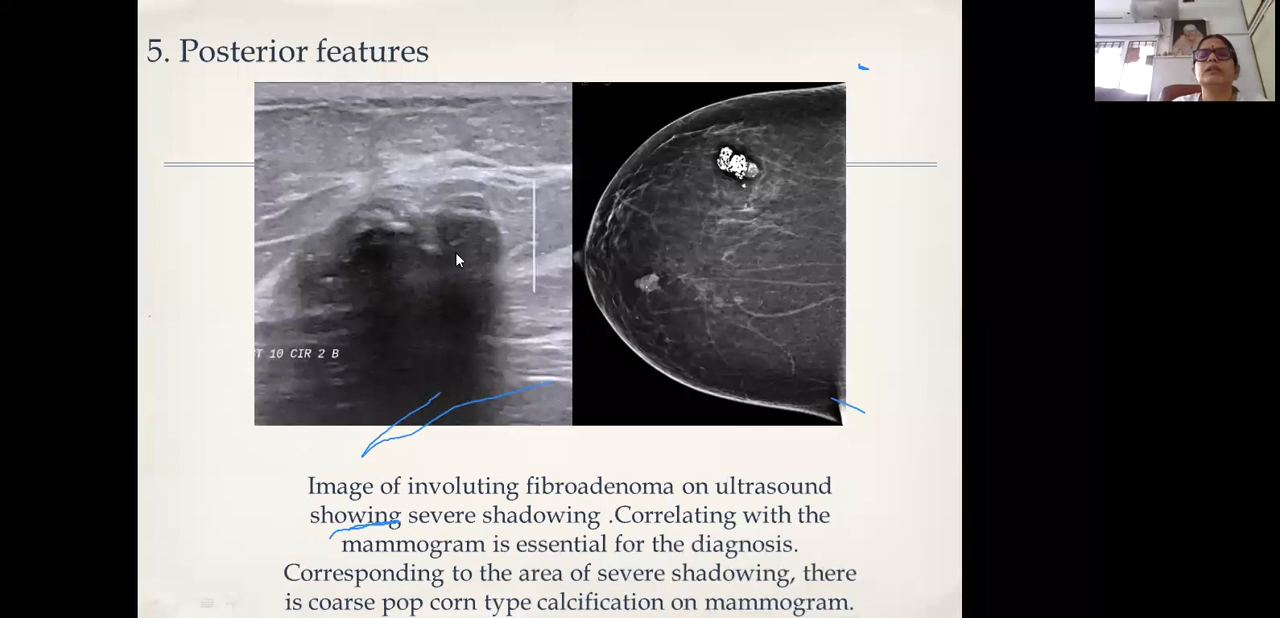 5. Posterior features
T 10 CIR 2 B
Image of involuting fibroadenoma on ultrasound
showing severe shadowing .Correlating with the
mammogram is essential for the diagnosis.
Corresponding to the area of severe shadowing, there
is coarse pop corn type calcification on mammogram.